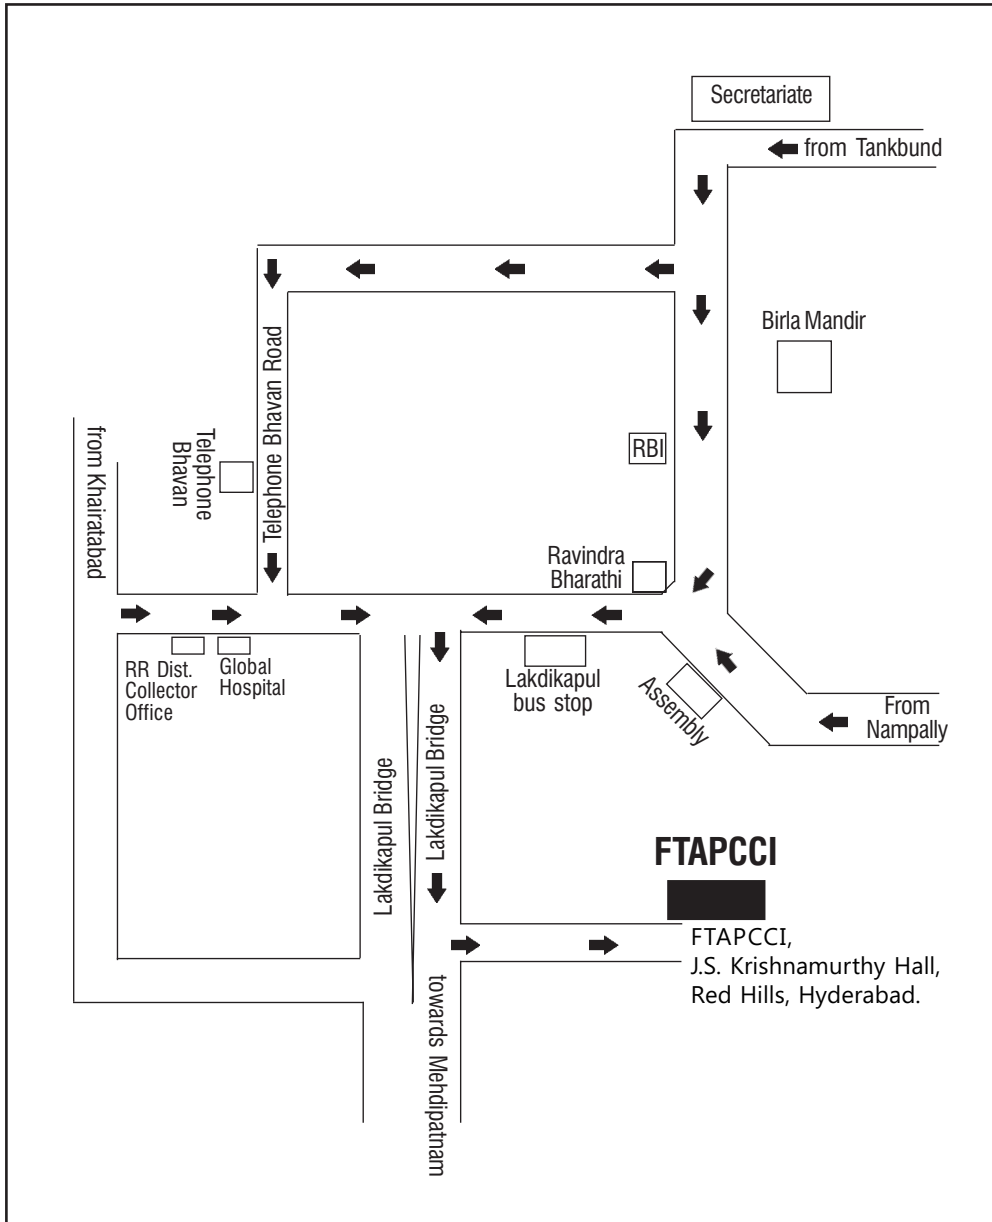 Secretariate
from Tankbund
Birla Mandir
Telephone Bhavan Road
RBI
from Khairatabad
Telephone
Bhavan
Ravindra
Bharathi
RR Dist.
Collector
Office
Global
Hospital
Lakdikapul
bus stop
Assembly
From
Nampally
Lakdikapul Bridge
Lakdikapul Bridge
FTAPCCI
FTAPCCI,
J.S. Krishnamurthy Hall,
Red Hills, Hyderabad.
towards Mehdipatnam